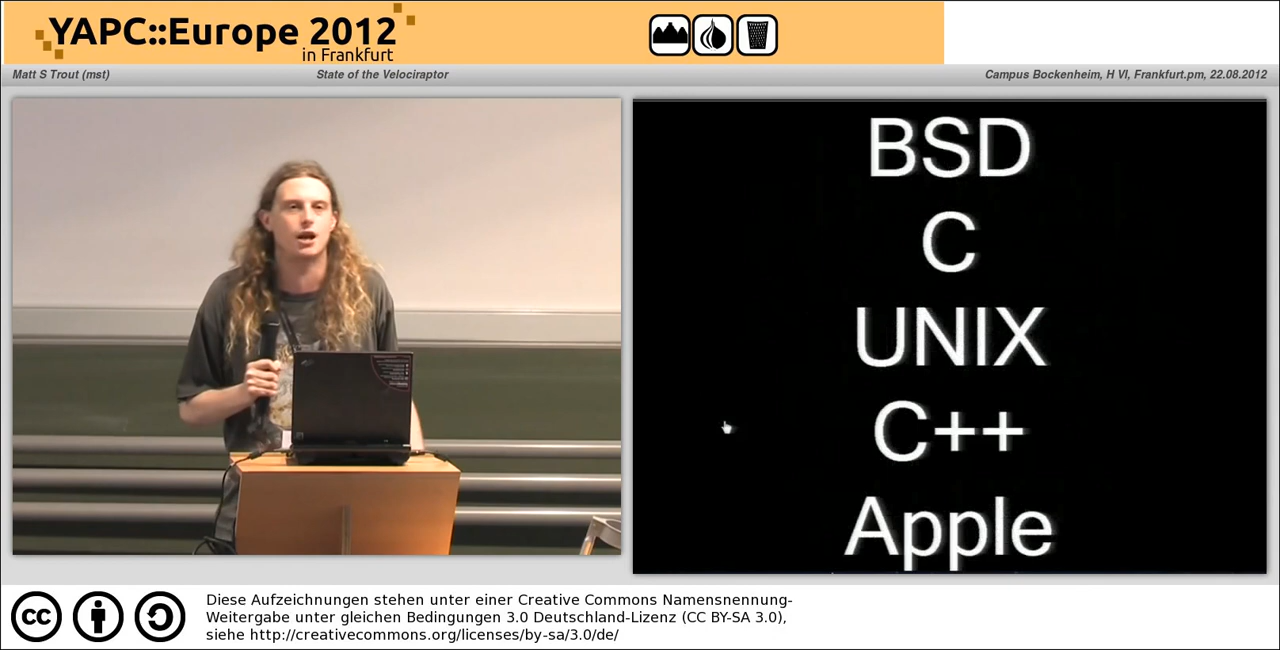 YAPC::Europe 2012
in Frankfurt
Matt S Trout (mst)
State of the Velociraptor
Campus Bockenheim, H VI, Frankfurt.pm, 22.08.2012
BSD
C
UNIX
C++
Apple
cc
Diese Aufzeichnungen stehen unter einer Creative Commons Namensnennung-
Weitergabe unter gleichen Bedingungen 3.0 Deutschland-Lizenz (CC BY-SA 3.0),
siehe http://creativecommons.org/licenses/by-sa/3.0/de/